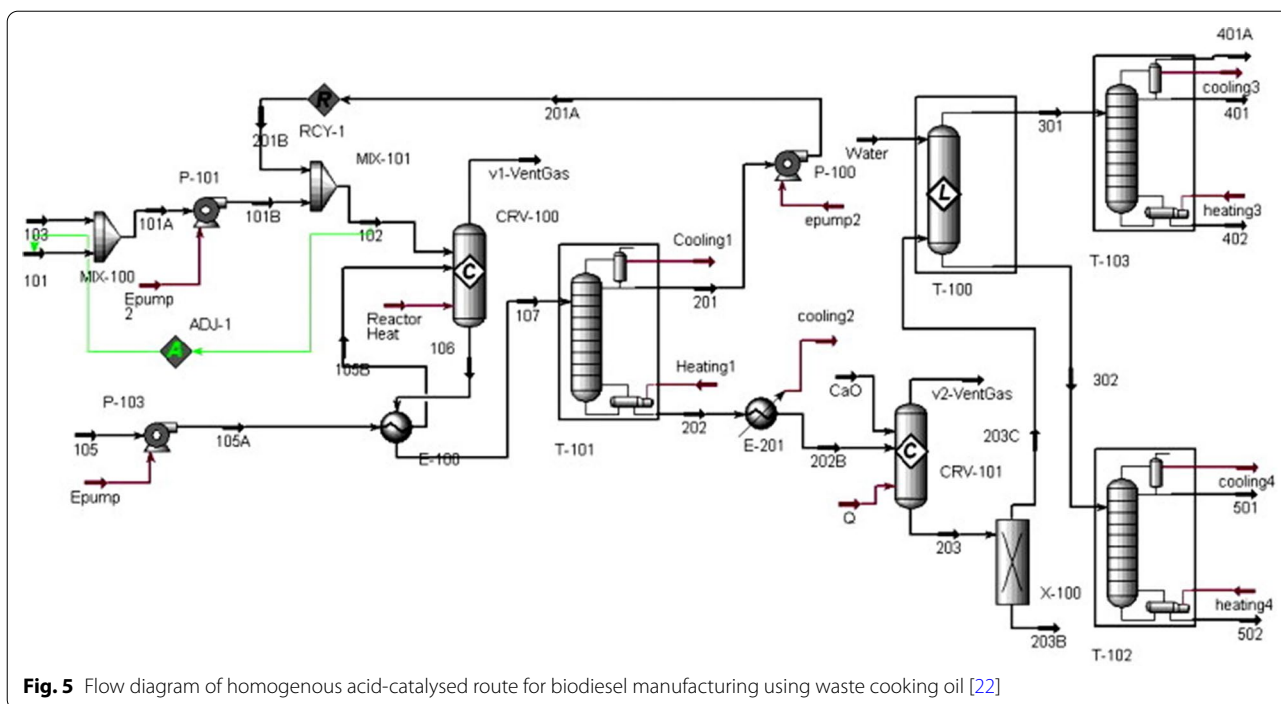 401A
cooling3
401
heating3
402
T-103
301
Water
L
T-100
201A
R
RCY-1
201B
MIX-101
P-100
epump2
P-101
101A
101B
103
101
MIX-100
Epump
2
ADJ-1
A
102
v1-VentGas
CRV-100
C
Reactor
Heat
106
105B
107
Cooling1
201
Heating1
202
T-101
P-103
105
105A
Epump
E-100
cooling2
E-201
202B
CaO
v2-VentGas
C
CRV-101
Q
203
203C
X-100
203B
302
cooling4
501
heating4
502
T-102
Fig. 5 Flow diagram of homogenous acid-catalysed route for biodiesel manufacturing using waste cooking oil [22]